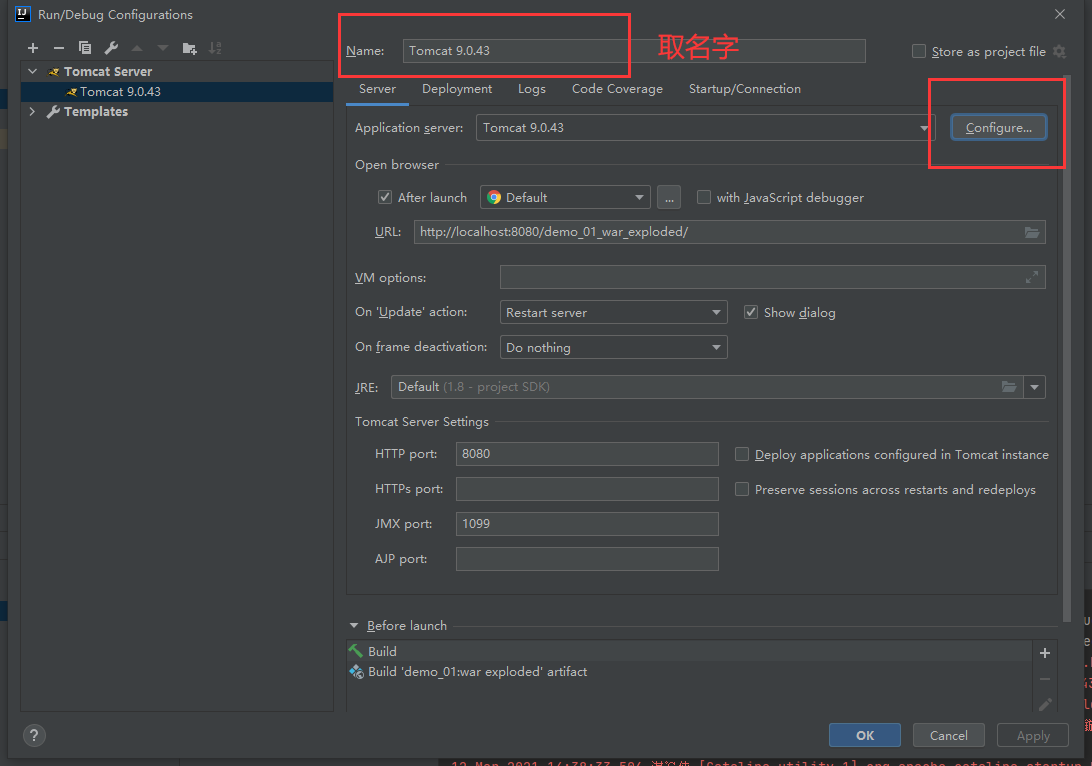 Run/Debug Configurations
Name: Tomcat 9.0.43
取名字
Store as project file
Tomcat Server
Tomcat 9.0.43
Templates
Server Deployment Logs Code Coverage Startup/Connection
Application server: Tomcat 9.0.43 Configure...
Open browser
After launch Default ... with JavaScript debugger
URL: http://localhost:8080/demo_01_war_exploded/
VM options:
On 'Update' action: Restart server Show dialog
On frame deactivation: Do nothing
JRE: Default (1.8 - project SDK)
Tomcat Server Settings
HTTP port: 8080 Deploy applications configured in Tomcat instance
HTTPs port: Preserve sessions across restarts and redeploys
JMX port: 1099
AJP port:
Before launch
Build
Build 'demo_01:war exploded' artifact
? OK Cancel Apply